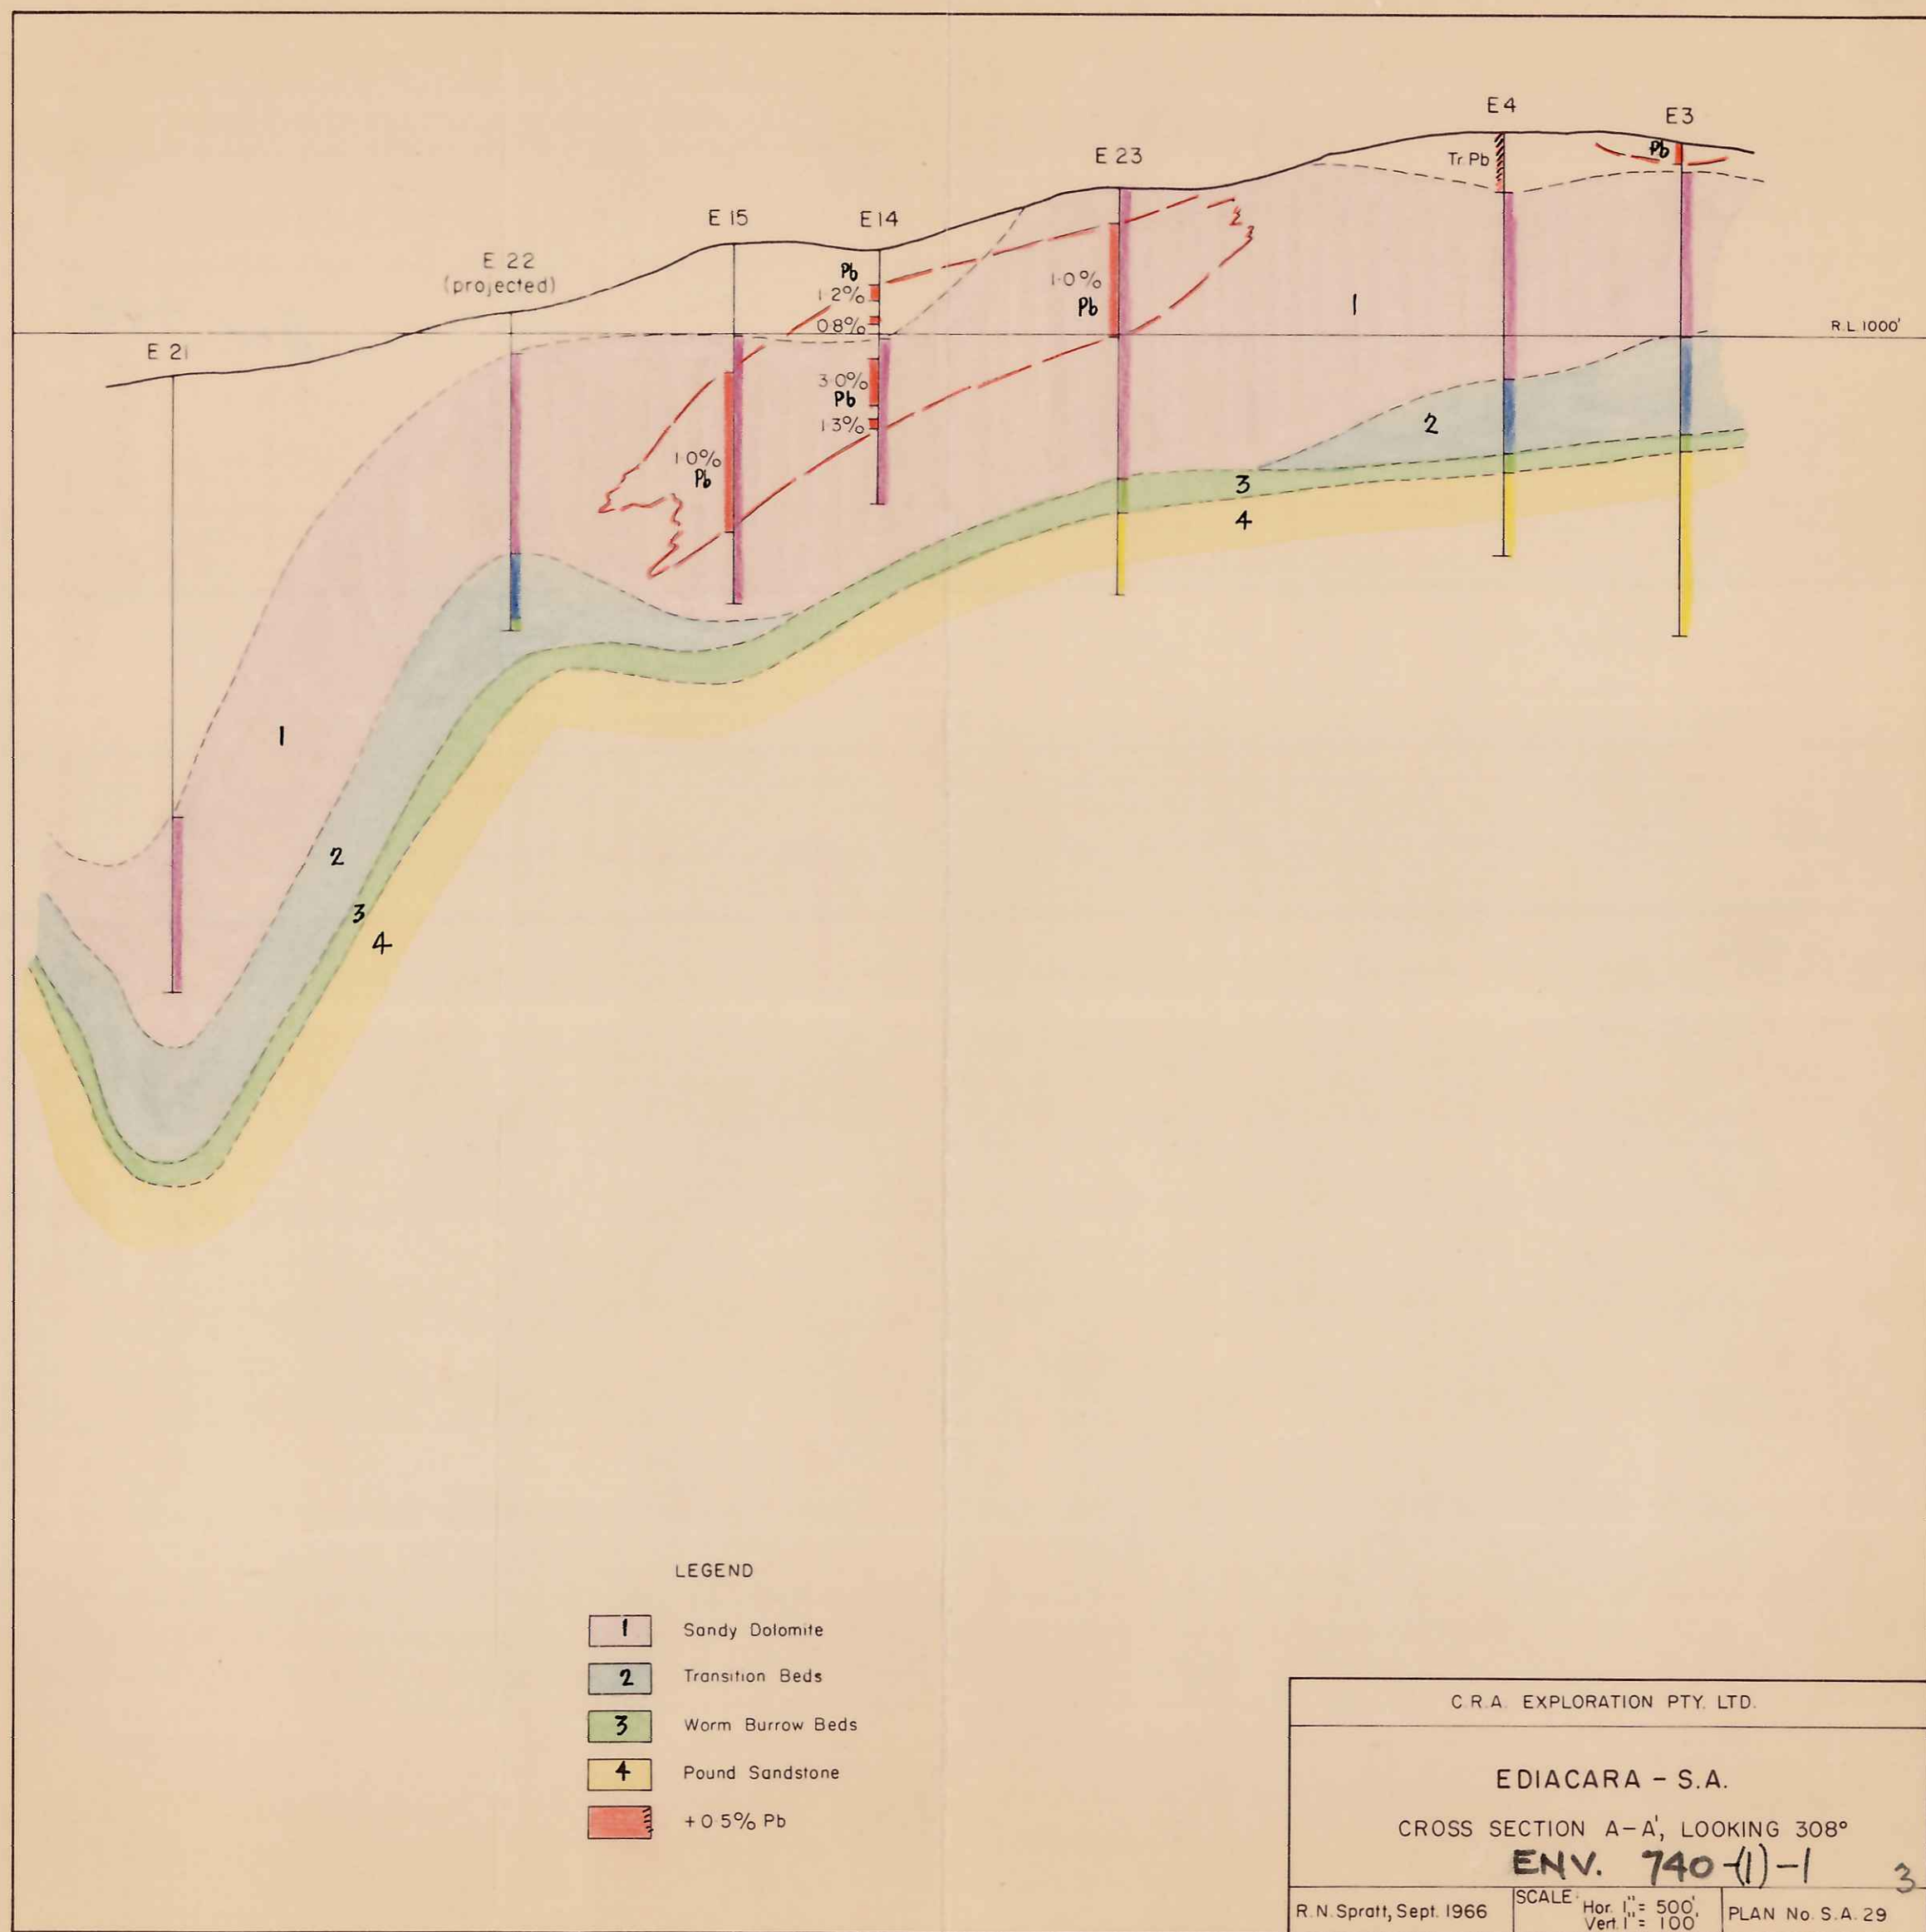 E4
E3
Pb
Tr. Pb
E 23
E 15
E 14
E 22
(projected)
Pb
1·2%
0·8%
1·0%
Pb
1
R.L. 1000'
E 21
3·0%
Pb
1·3%
2
1·0%
Pb
3
4
1
2
3
4
LEGEND
1 Sandy Dolomite
2 Transition Beds
3 Worm Burrow Beds
4 Pound Sandstone
+0·5% Pb
C.R.A. EXPLORATION PTY. LTD.
EDIACARA - S.A.
CROSS SECTION A-A', LOOKING 308°
ENV. 740-(1)-1 3
R.N. Spratt, Sept. 1966
SCALE: Hor. 1" = 500'
Vert. 1" = 100'
PLAN No. S.A. 29